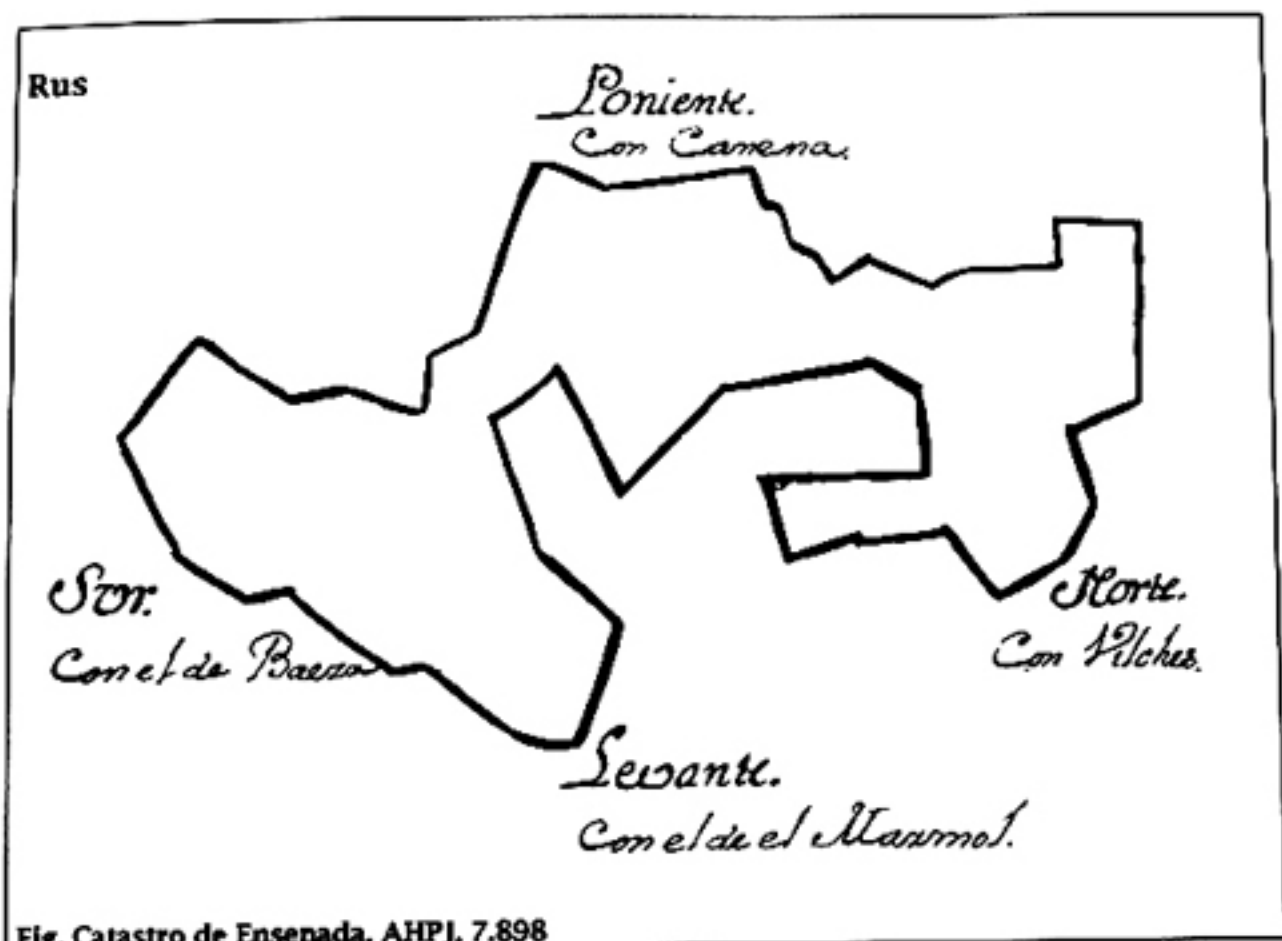 Rus
Poniente.
Con Canena.
Sur.
Con el de Baeza
Norte.
Con Vilches.
Levante.
Con el de el Marmol.
Fig. Catastro de Ensenada. AHPJ. 7.898